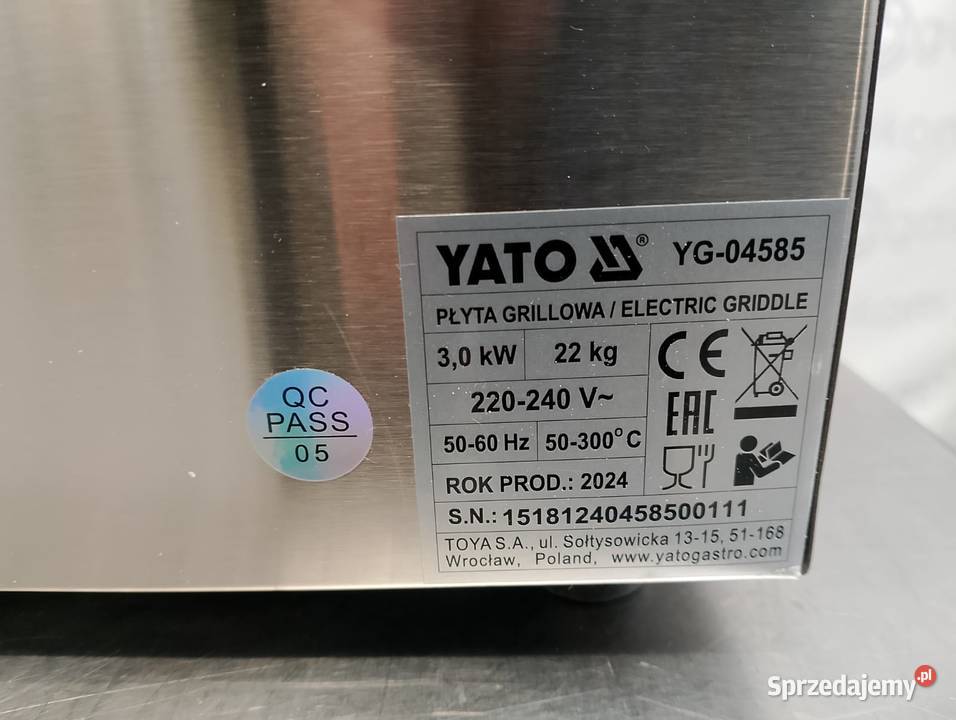 YATO ® YG-04585
PŁYTA GRILLOWA / ELECTRIC GRIDDLE
3,0 kW 22 kg
220-240 V~
50-60 Hz 50-300°C
ROK PROD.: 2024
S.N.: 15181240458500111
TOYA S.A., ul. Sołtysowicka 13-15, 51-168
Wrocław, Poland, www.yatogastro.com
CE
EAC
QC
PASS
05
Sprzedajemy.pl